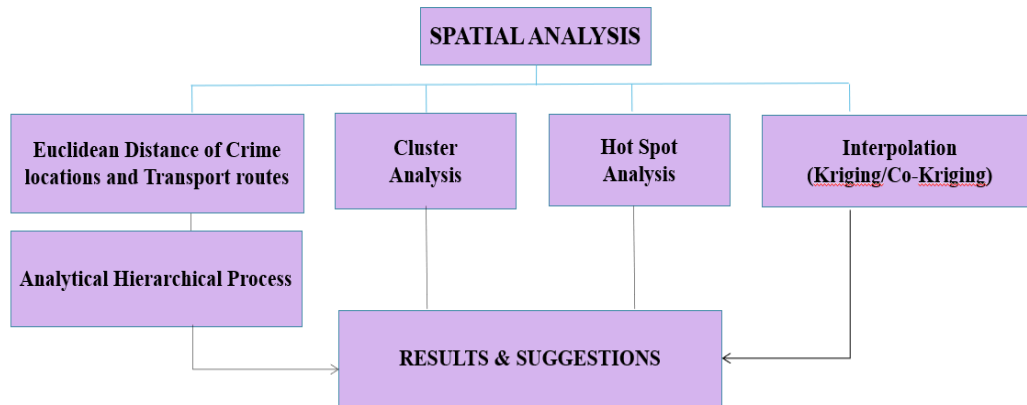 SPATIAL ANALYSIS
Euclidean Distance of Crime
locations and Transport routes
Cluster
Analysis
Hot Spot
Analysis
Interpolation
(Kriging/Co-Kriging)
Analytical Hierarchical Process
RESULTS & SUGGESTIONS